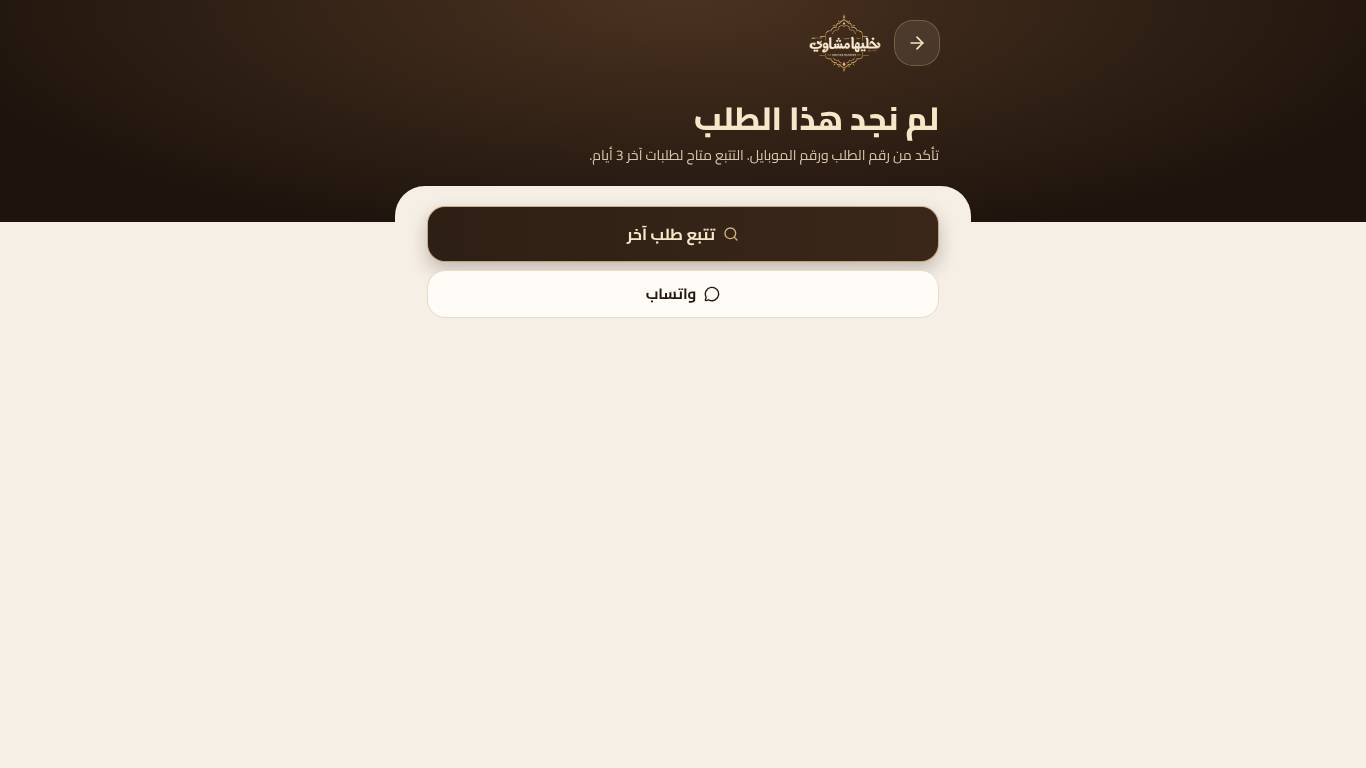 خليها مشاوي
لم نجد هذا الطلب
تأكد من رقم الطلب ورقم الموبايل. التتبع متاح لطلبات آخر 3 أيام.
تتبع طلب آخر
واتساب